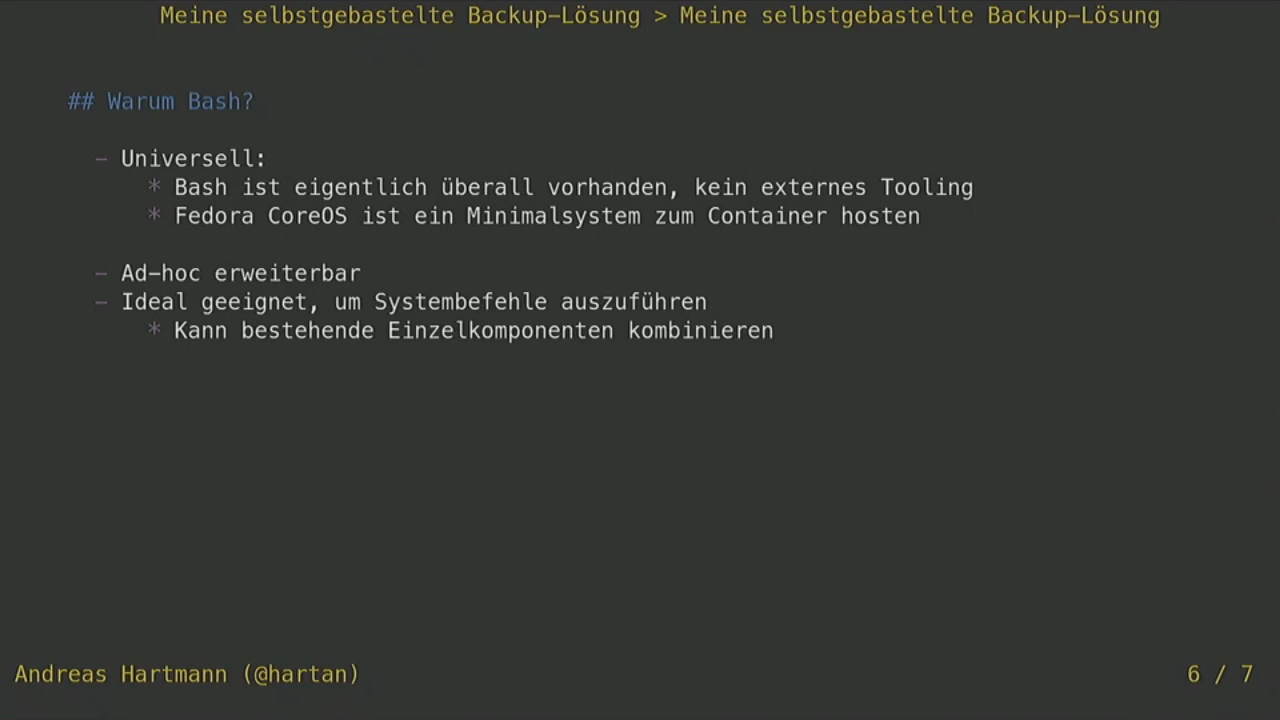 Meine selbstgebastelte Backup-Lösung > Meine selbstgebastelte Backup-Lösung
## Warum Bash?
- Universell:
* Bash ist eigentlich überall vorhanden, kein externes Tooling
* Fedora CoreOS ist ein Minimalsystem zum Container hosten
- Ad-hoc erweiterbar
- Ideal geeignet, um Systembefehle auszuführen
* Kann bestehende Einzelkomponenten kombinieren
Andreas Hartmann (@hartan)
6 / 7